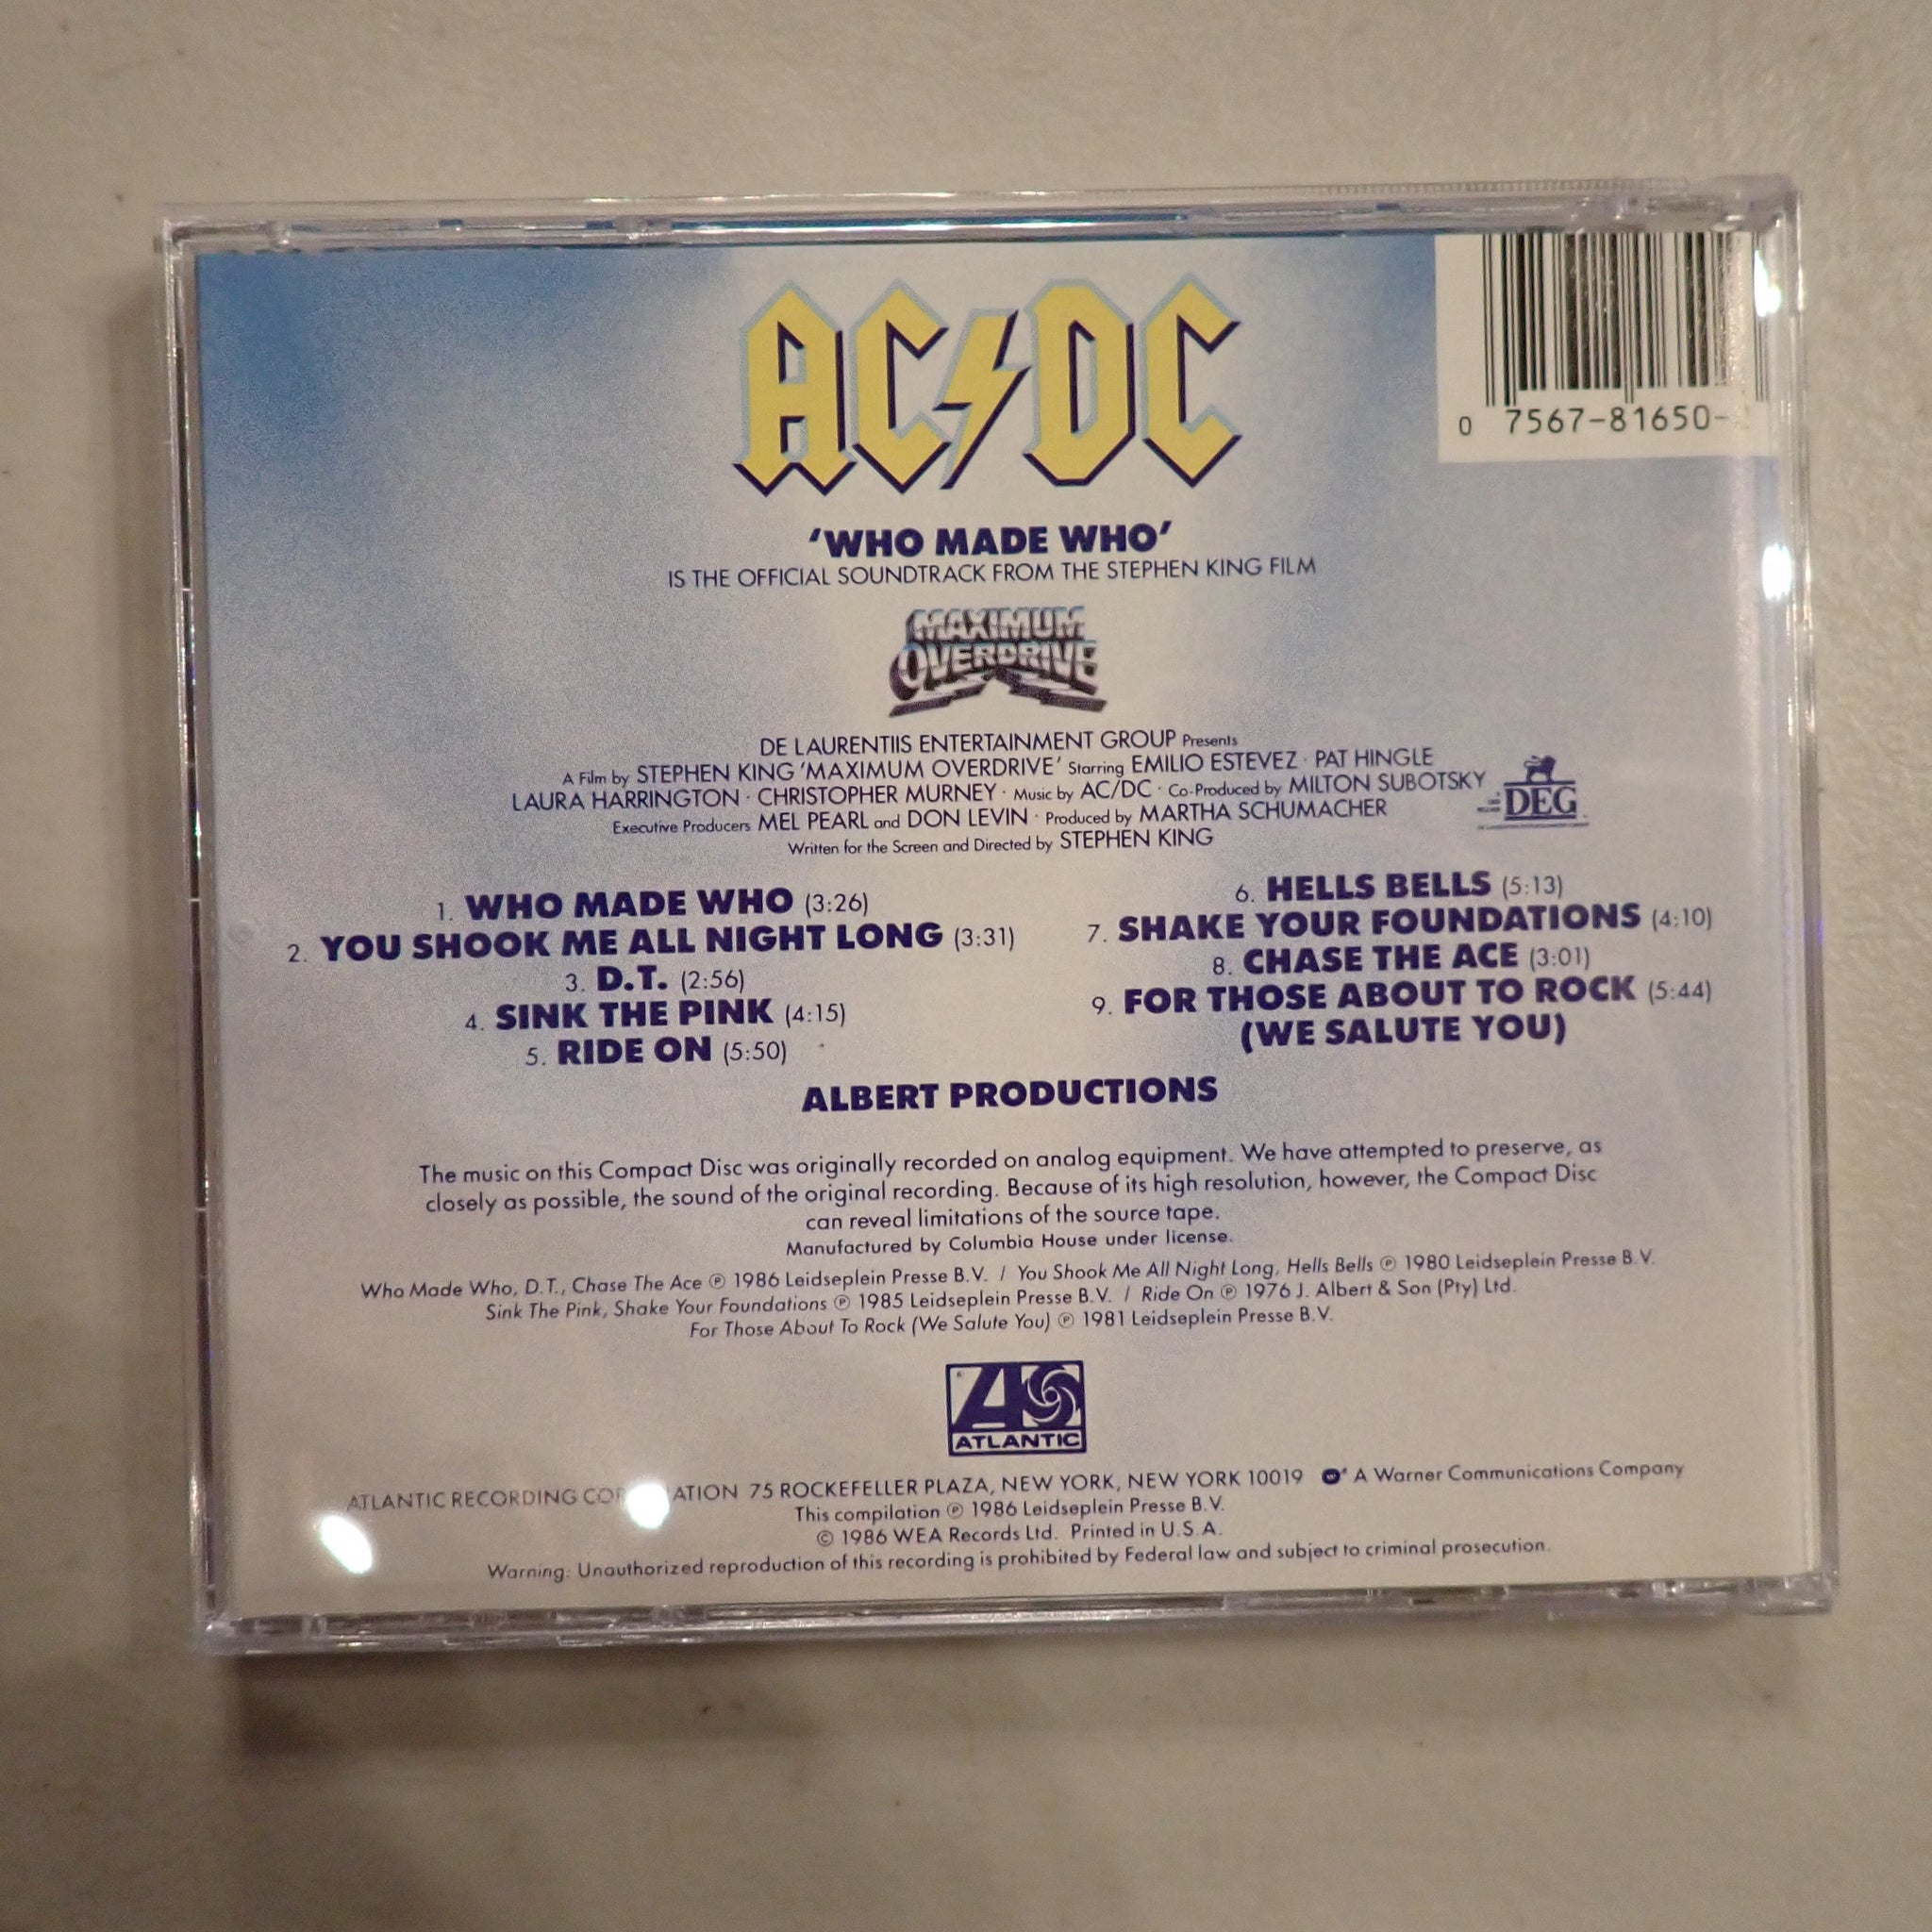 AC/DC
0 7567-81650-
'WHO MADE WHO'
IS THE OFFICIAL SOUNDTRACK FROM THE STEPHEN KING FILM
MAXIMUM
OVERDRIVE
DE LAURENTIIS ENTERTAINMENT GROUP Presents
A Film by STEPHEN KING 'MAXIMUM OVERDRIVE' Starring EMILIO ESTEVEZ · PAT HINGLE
LAURA HARRINGTON · CHRISTOPHER MURNEY · Music by AC/DC · Co-Produced by MILTON SUBOTSKY
Executive Producers MEL PEARL and DON LEVIN · Produced by MARTHA SCHUMACHER
Written for the Screen and Directed by STEPHEN KING
DEG
1. WHO MADE WHO (3:26)
2. YOU SHOOK ME ALL NIGHT LONG (3:31)
3. D.T. (2:56)
4. SINK THE PINK (4:15)
5. RIDE ON (5:50)
6. HELLS BELLS (5:13)
7. SHAKE YOUR FOUNDATIONS (4:10)
8. CHASE THE ACE (3:01)
9. FOR THOSE ABOUT TO ROCK (5:44)
(WE SALUTE YOU)
ALBERT PRODUCTIONS
The music on this Compact Disc was originally recorded on analog equipment. We have attempted to preserve, as
closely as possible, the sound of the original recording. Because of its high resolution, however, the Compact Disc
can reveal limitations of the source tape.
Manufactured by Columbia House under license.
Who Made Who, D.T., Chase The Ace ℗ 1986 Leidseplein Presse B.V. / You Shook Me All Night Long, Hells Bells ℗ 1980 Leidseplein Presse B.V.
Sink The Pink, Shake Your Foundations ℗ 1985 Leidseplein Presse B.V. / Ride On ℗ 1976 J. Albert & Son (Pty) Ltd.
For Those About To Rock (We Salute You) ℗ 1981 Leidseplein Presse B.V.
ATLANTIC
ATLANTIC RECORDING 75 ROCKEFELLER PLAZA, NEW YORK, NEW YORK 10019 A Warner Communications Company
This compilation ℗ 1986 Leidseplein Presse B.V.
© 1986 WEA Records Ltd. Printed in U.S.A.
Warning: Unauthorized reproduction of this recording is prohibited by Federal law and subject to criminal prosecution.